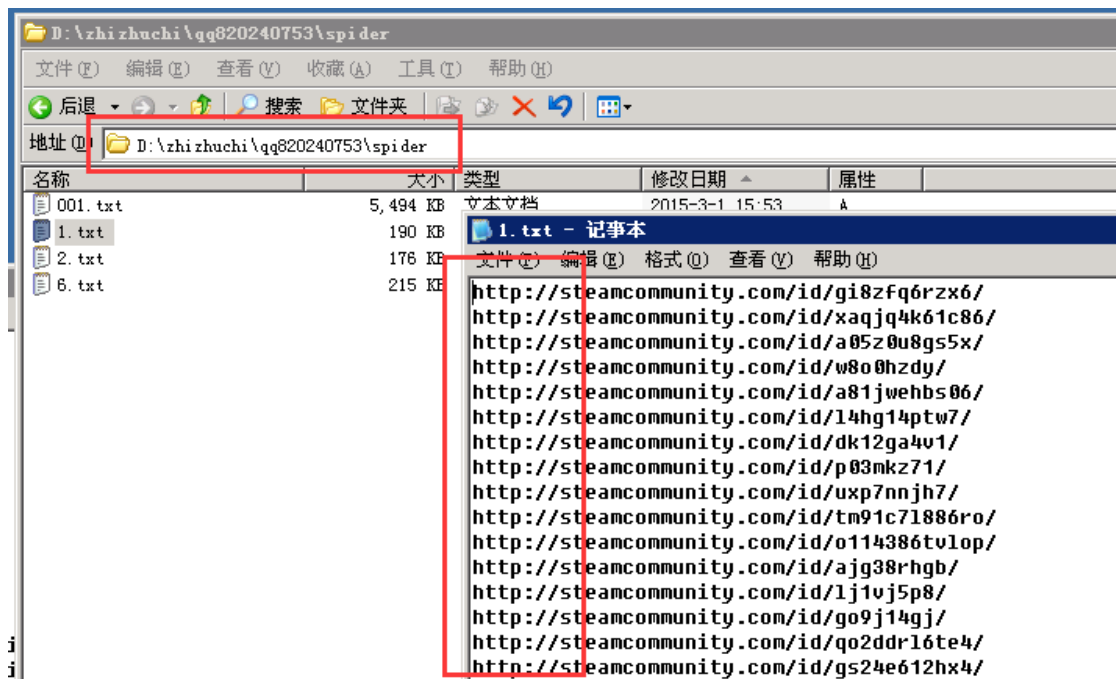 D:\zhizhuchi\qq820240753\spider
文件(F) 编辑(E) 查看(V) 收藏(A) 工具(T) 帮助(H)
后退 搜索 文件夹
地址(D) D:\zhizhuchi\qq820240753\spider
名称 大小 类型 修改日期 属性
001.txt 5,494 KB 文本文档 2015-3-1 15:53 A
1.txt 190 KB
2.txt 176 KB
6.txt 215 KB
1.txt - 记事本
文件(F) 编辑(E) 格式(O) 查看(V) 帮助(H)
http://steamcommunity.com/id/gi8zfq6rzx6/
http://steamcommunity.com/id/xaqjq4k61c86/
http://steamcommunity.com/id/a05z0u8gs5x/
http://steamcommunity.com/id/w8o0hzdy/
http://steamcommunity.com/id/a81jwehbs06/
http://steamcommunity.com/id/l4hg14ptw7/
http://steamcommunity.com/id/dk12ga4v1/
http://steamcommunity.com/id/p03mkz71/
http://steamcommunity.com/id/uxp7nnjh7/
http://steamcommunity.com/id/tm91c7l886ro/
http://steamcommunity.com/id/o114386tvlop/
http://steamcommunity.com/id/ajg38rhgb/
http://steamcommunity.com/id/lj1vj5p8/
http://steamcommunity.com/id/go9j14gj/
http://steamcommunity.com/id/qo2ddrl6te4/
http://steamcommunity.com/id/gs24e612hx4/